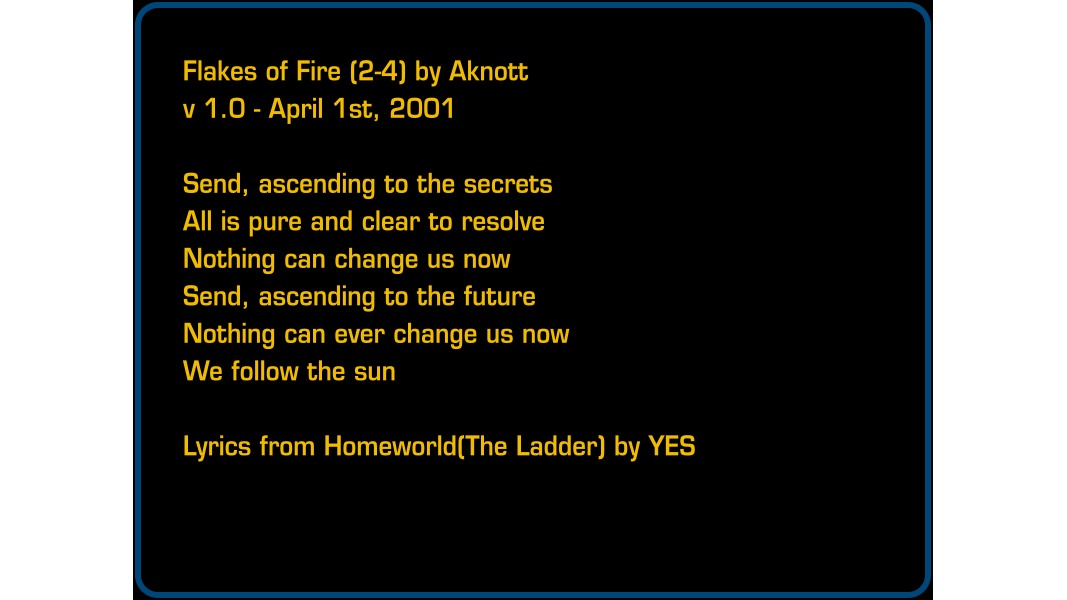 Flakes of Fire (2-4) by Aknott
v 1.0 - April 1st, 2001
Send, ascending to the secrets
All is pure and clear to resolve
Nothing can change us now
Send, ascending to the future
Nothing can ever change us now
We follow the sun
Lyrics from Homeworld(The Ladder) by YES